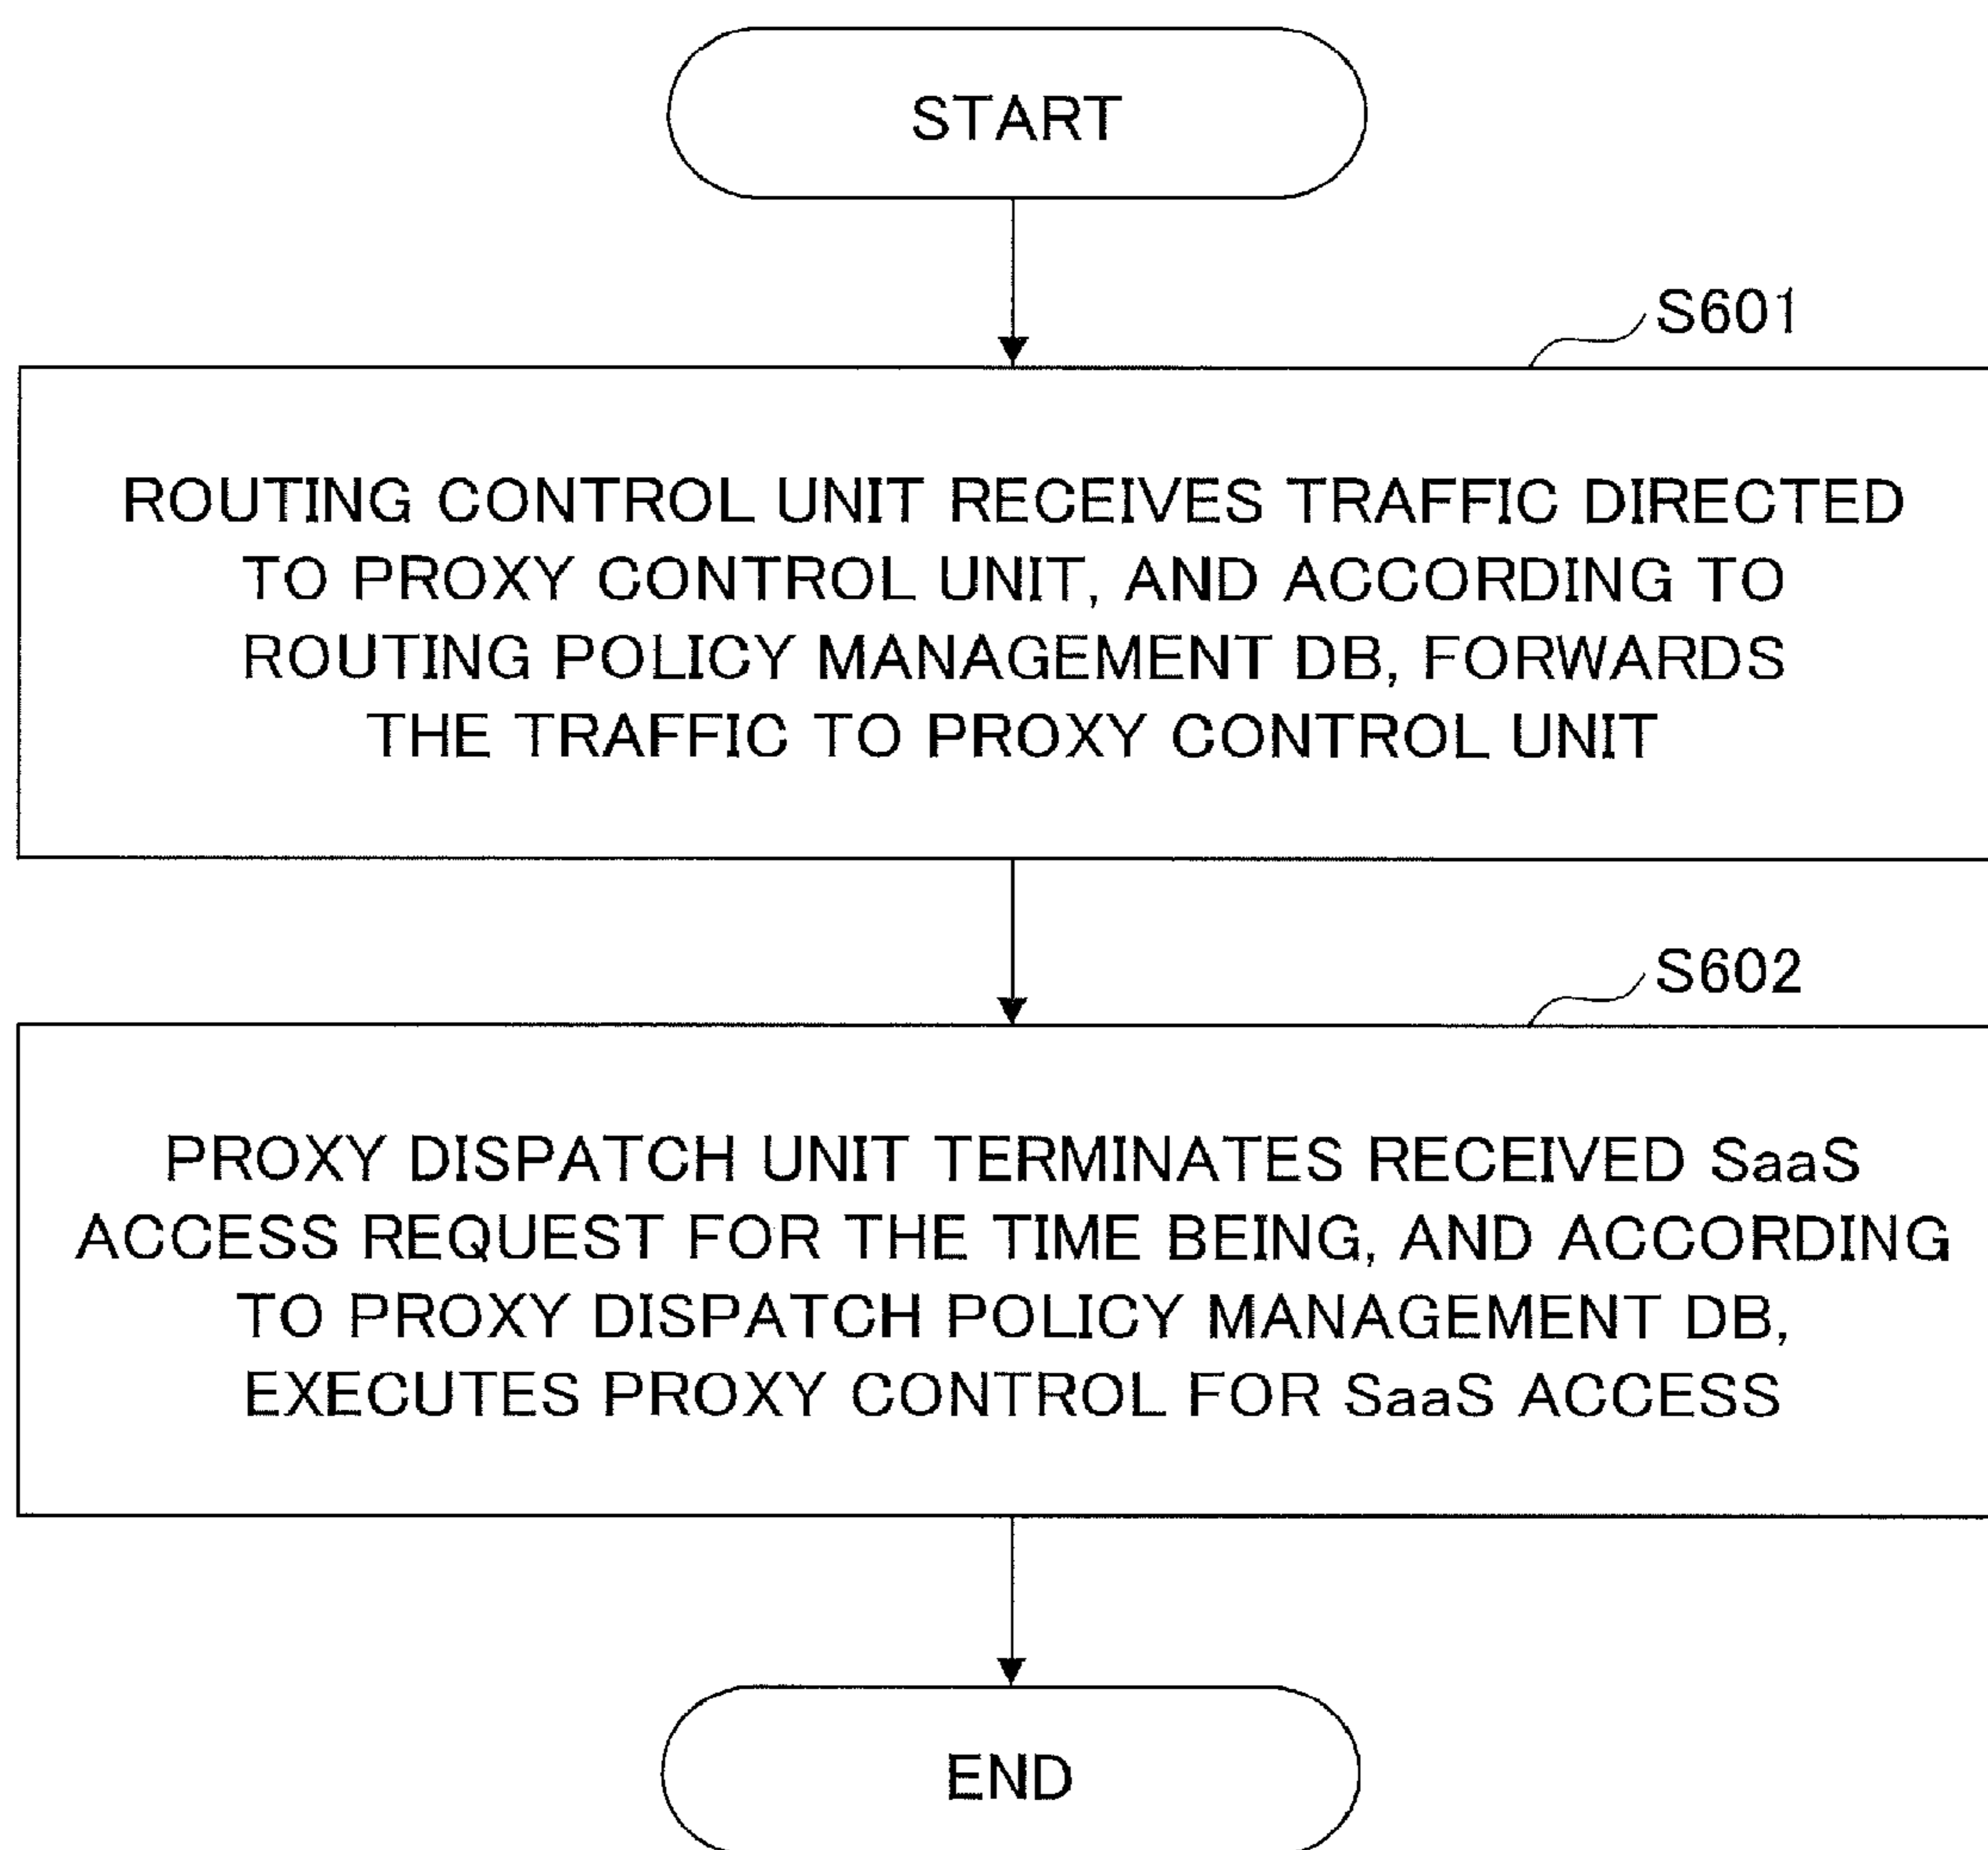 START
S601
ROUTING CONTROL UNIT RECEIVES TRAFFIC DIRECTED
TO PROXY CONTROL UNIT, AND ACCORDING TO
ROUTING POLICY MANAGEMENT DB, FORWARDS
THE TRAFFIC TO PROXY CONTROL UNIT
S602
PROXY DISPATCH UNIT TERMINATES RECEIVED SaaS
ACCESS REQUEST FOR THE TIME BEING, AND ACCORDING
TO PROXY DISPATCH POLICY MANAGEMENT DB,
EXECUTES PROXY CONTROL FOR SaaS ACCESS
END